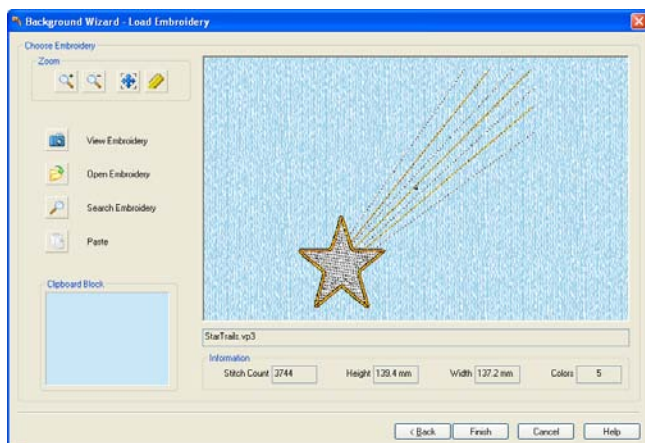 Background Wizard - Load Embroidery
Choose Embroidery
Zoom
View Embroidery
Open Embroidery
Search Embroidery
Paste
Clipboard Block
StarTrails.vp3
Information
Stitch Count 3744 Height 139.4 mm Width 137.2 mm Colors 5
< Back Finish Cancel Help